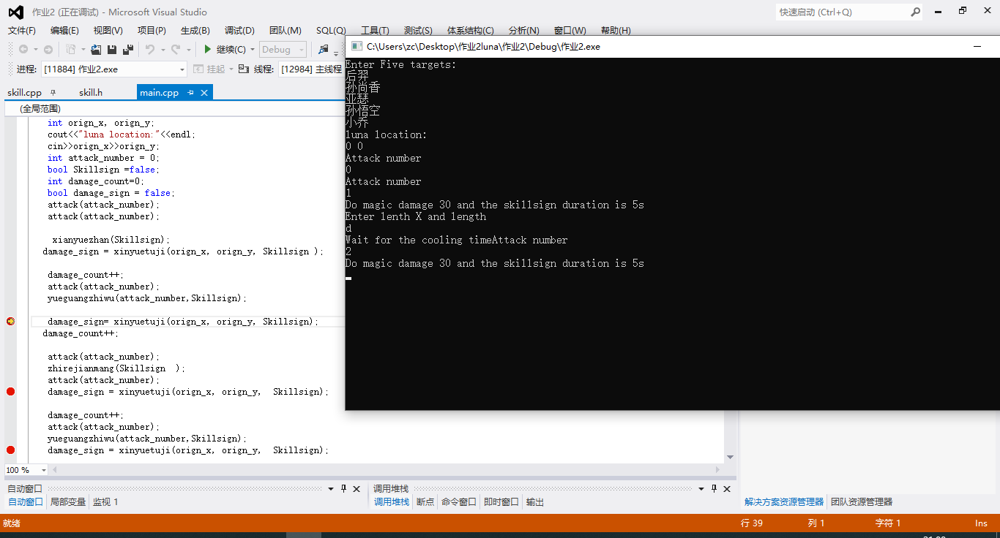 作业2 (正在调试) - Microsoft Visual Studio
快速启动 (Ctrl+Q)
文件(F) 编辑(E) 视图(V) 项目(P) 生成(B) 调试(D) 团队(M) SQL(Q) 工具(T) 测试(S) 体系结构(C) 分析(N) 窗口(W) 帮助(H)
继续(C) Debug
进程: [11884] 作业2.exe 挂起 线程: [12984] 主线程
skill.cpp skill.h main.cpp
(全局范围)
int orign_x, orign_y;
cout<<"luna location:"<<endl;
cin>>orign_x>>orign_y;
int attack_number = 0;
bool Skillsign =false;
int damage_count=0;
bool damage_sign = false;
attack(attack_number);
attack(attack_number);
xianyuezhan(Skillsign);
damage_sign = xinyuetuji(orign_x, orign_y, Skillsign );
damage_count++;
attack(attack_number);
yueguangzhiwu(attack_number,Skillsign);
damage_sign= xinyuetuji(orign_x, orign_y, Skillsign);
damage_count++;
attack(attack_number);
zhirejianmang(Skillsign  );
attack(attack_number);
damage_sign = xinyuetuji(orign_x, orign_y,  Skillsign);
damage_count++;
attack(attack_number);
yueguangzhiwu(attack_number,Skillsign);
damage_sign = xinyuetuji(orign_x, orign_y,  Skillsign);
100 %
C:\Users\zc\Desktop\作业2luna\作业2\Debug\作业2.exe
Enter Five targets:
后羿
孙尚香
亚瑟
孙悟空
小乔
luna location:
0 0
Attack number
0
Attack number
1
Do magic damage 30 and the skillsign duration is 5s
Enter lenth X and length
d
Wait for the cooling timeAttack number
2
Do magic damage 30 and the skillsign duration is 5s
自动窗口
自动窗口 局部变量 监视 1
调用堆栈
调用堆栈 断点 命令窗口 即时窗口 输出
解决方案资源管理器 团队资源管理器
就绪 行 39 列 1 字符 1 Ins